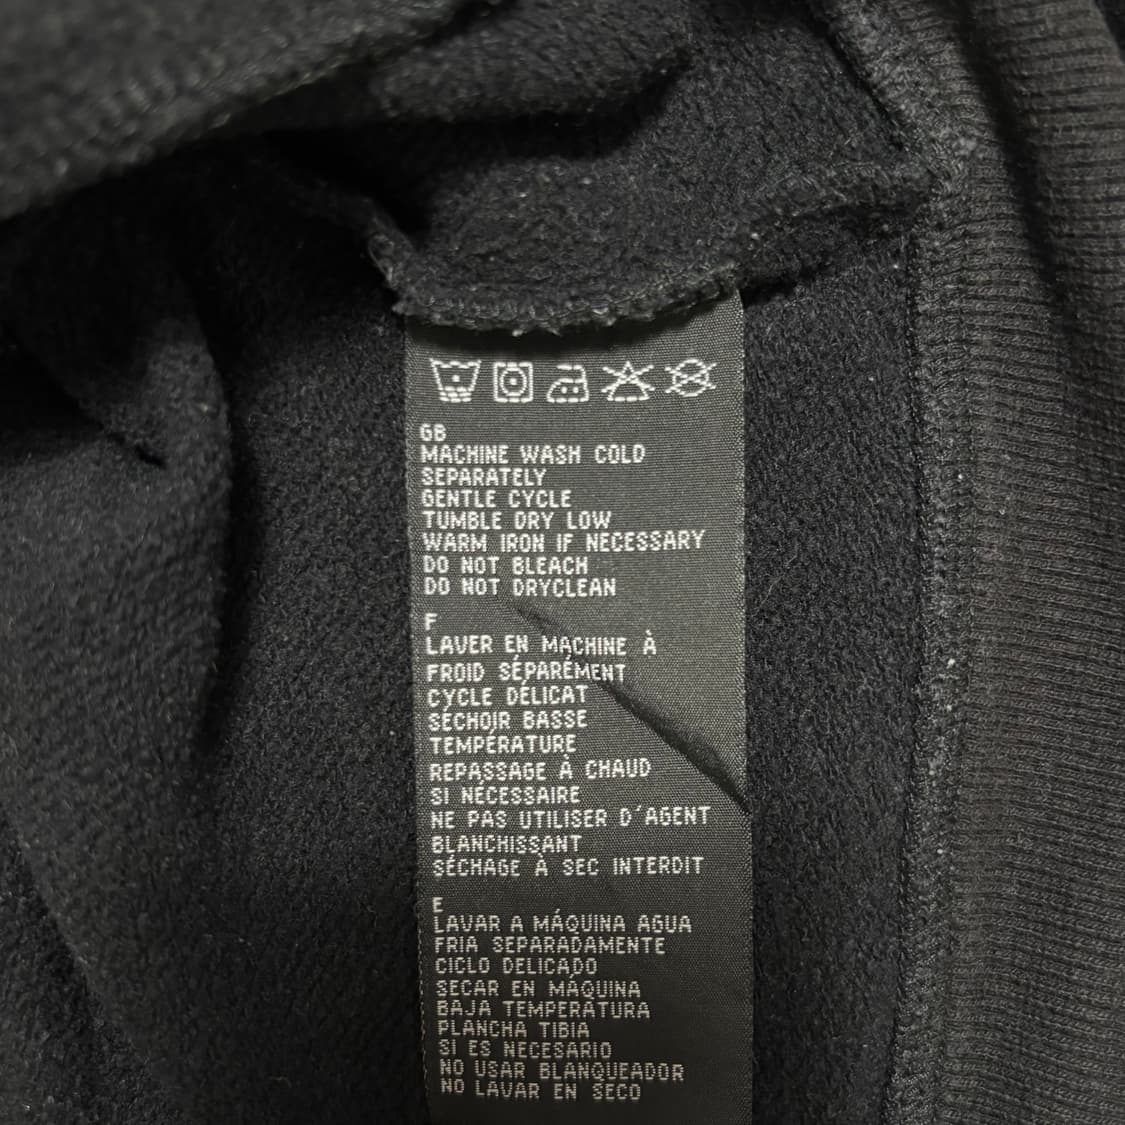 GB
MACHINE WASH COLD
SEPARATELY
GENTLE CYCLE
TUMBLE DRY LOW
WARM IRON IF NECESSARY
DO NOT BLEACH
DO NOT DRYCLEAN
F
LAVER EN MACHINE À
FROID SÉPARÉMENT
CYCLE DÉLICAT
SÉCHOIR BASSE
TEMPÉRATURE
REPASSAGE À CHAUD
SI NÉCESSAIRE
NE PAS UTILISER D'AGENT
BLANCHISSANT
SÉCHAGE À SEC INTERDIT
E
LAVAR A MÁQUINA AGUA
FRIA SEPARADAMENTE
CICLO DELICADO
SECAR EN MÁQUINA
BAJA TEMPERATURA
PLANCHA TIBIA
SI ES NECESARIO
NO USAR BLANQUEADOR
NO LAVAR EN SECO